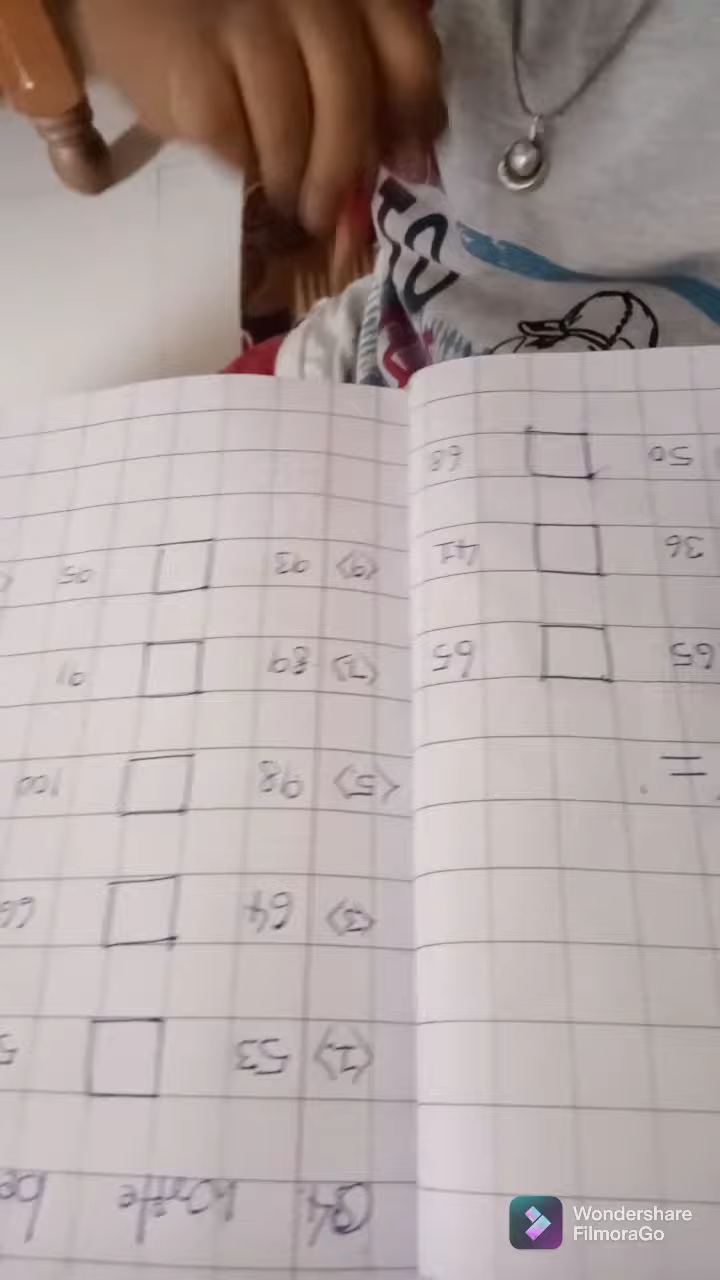 =
65 □ 65
36 □ 41
50 □ 68
Q4. Write
(1) 53 □ 5
(3) 64 □
(5) 98 □ 100
(7) 89 □ 91
(9) 93 □ 95
Wondershare
FilmoraGo